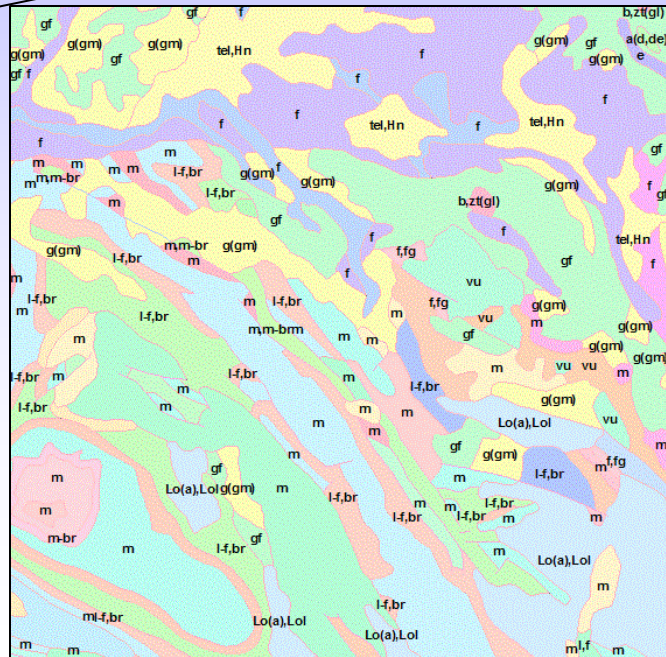 gf f b,zt(gl)
g(gm) g(gm) g(gm) tel,Hn g(gm) gf a(d,de)
gf f g(gm) e
gf f f f f
f f tel,Hn f tel,Hn
f
m m m m gf
m m,m-br m l-f,br g(gm) f g(gm) g(gm) f
m l-f,br b,zt(gl) gf
gf f f
g(gm) m,m-br g(gm) f,fg gf tel,Hn
l-f,br m f vu f
m l-f,br m l-f,br f,fg g(gm)
m l-f,br m vu m g(gm)
m m,m-brm m m gf g(gm)
l-f,br m l-f,br m l-f,br m vu vu g(gm)
l-f,br m m m g(gm) m
m m Lo(a),Lol vu
m m gf m
gf m g(gm) m f,fg
m Lo(a),Lol g(gm) m l-f,br m l-f,br
m m m l-f,br m
m-br gf l-f,br l-f,br m
m l-f,br m Lo(a),Lol
m l-f,br l-f,br m
Lo(a),Lol Lo(a),Lol
m m m l,f